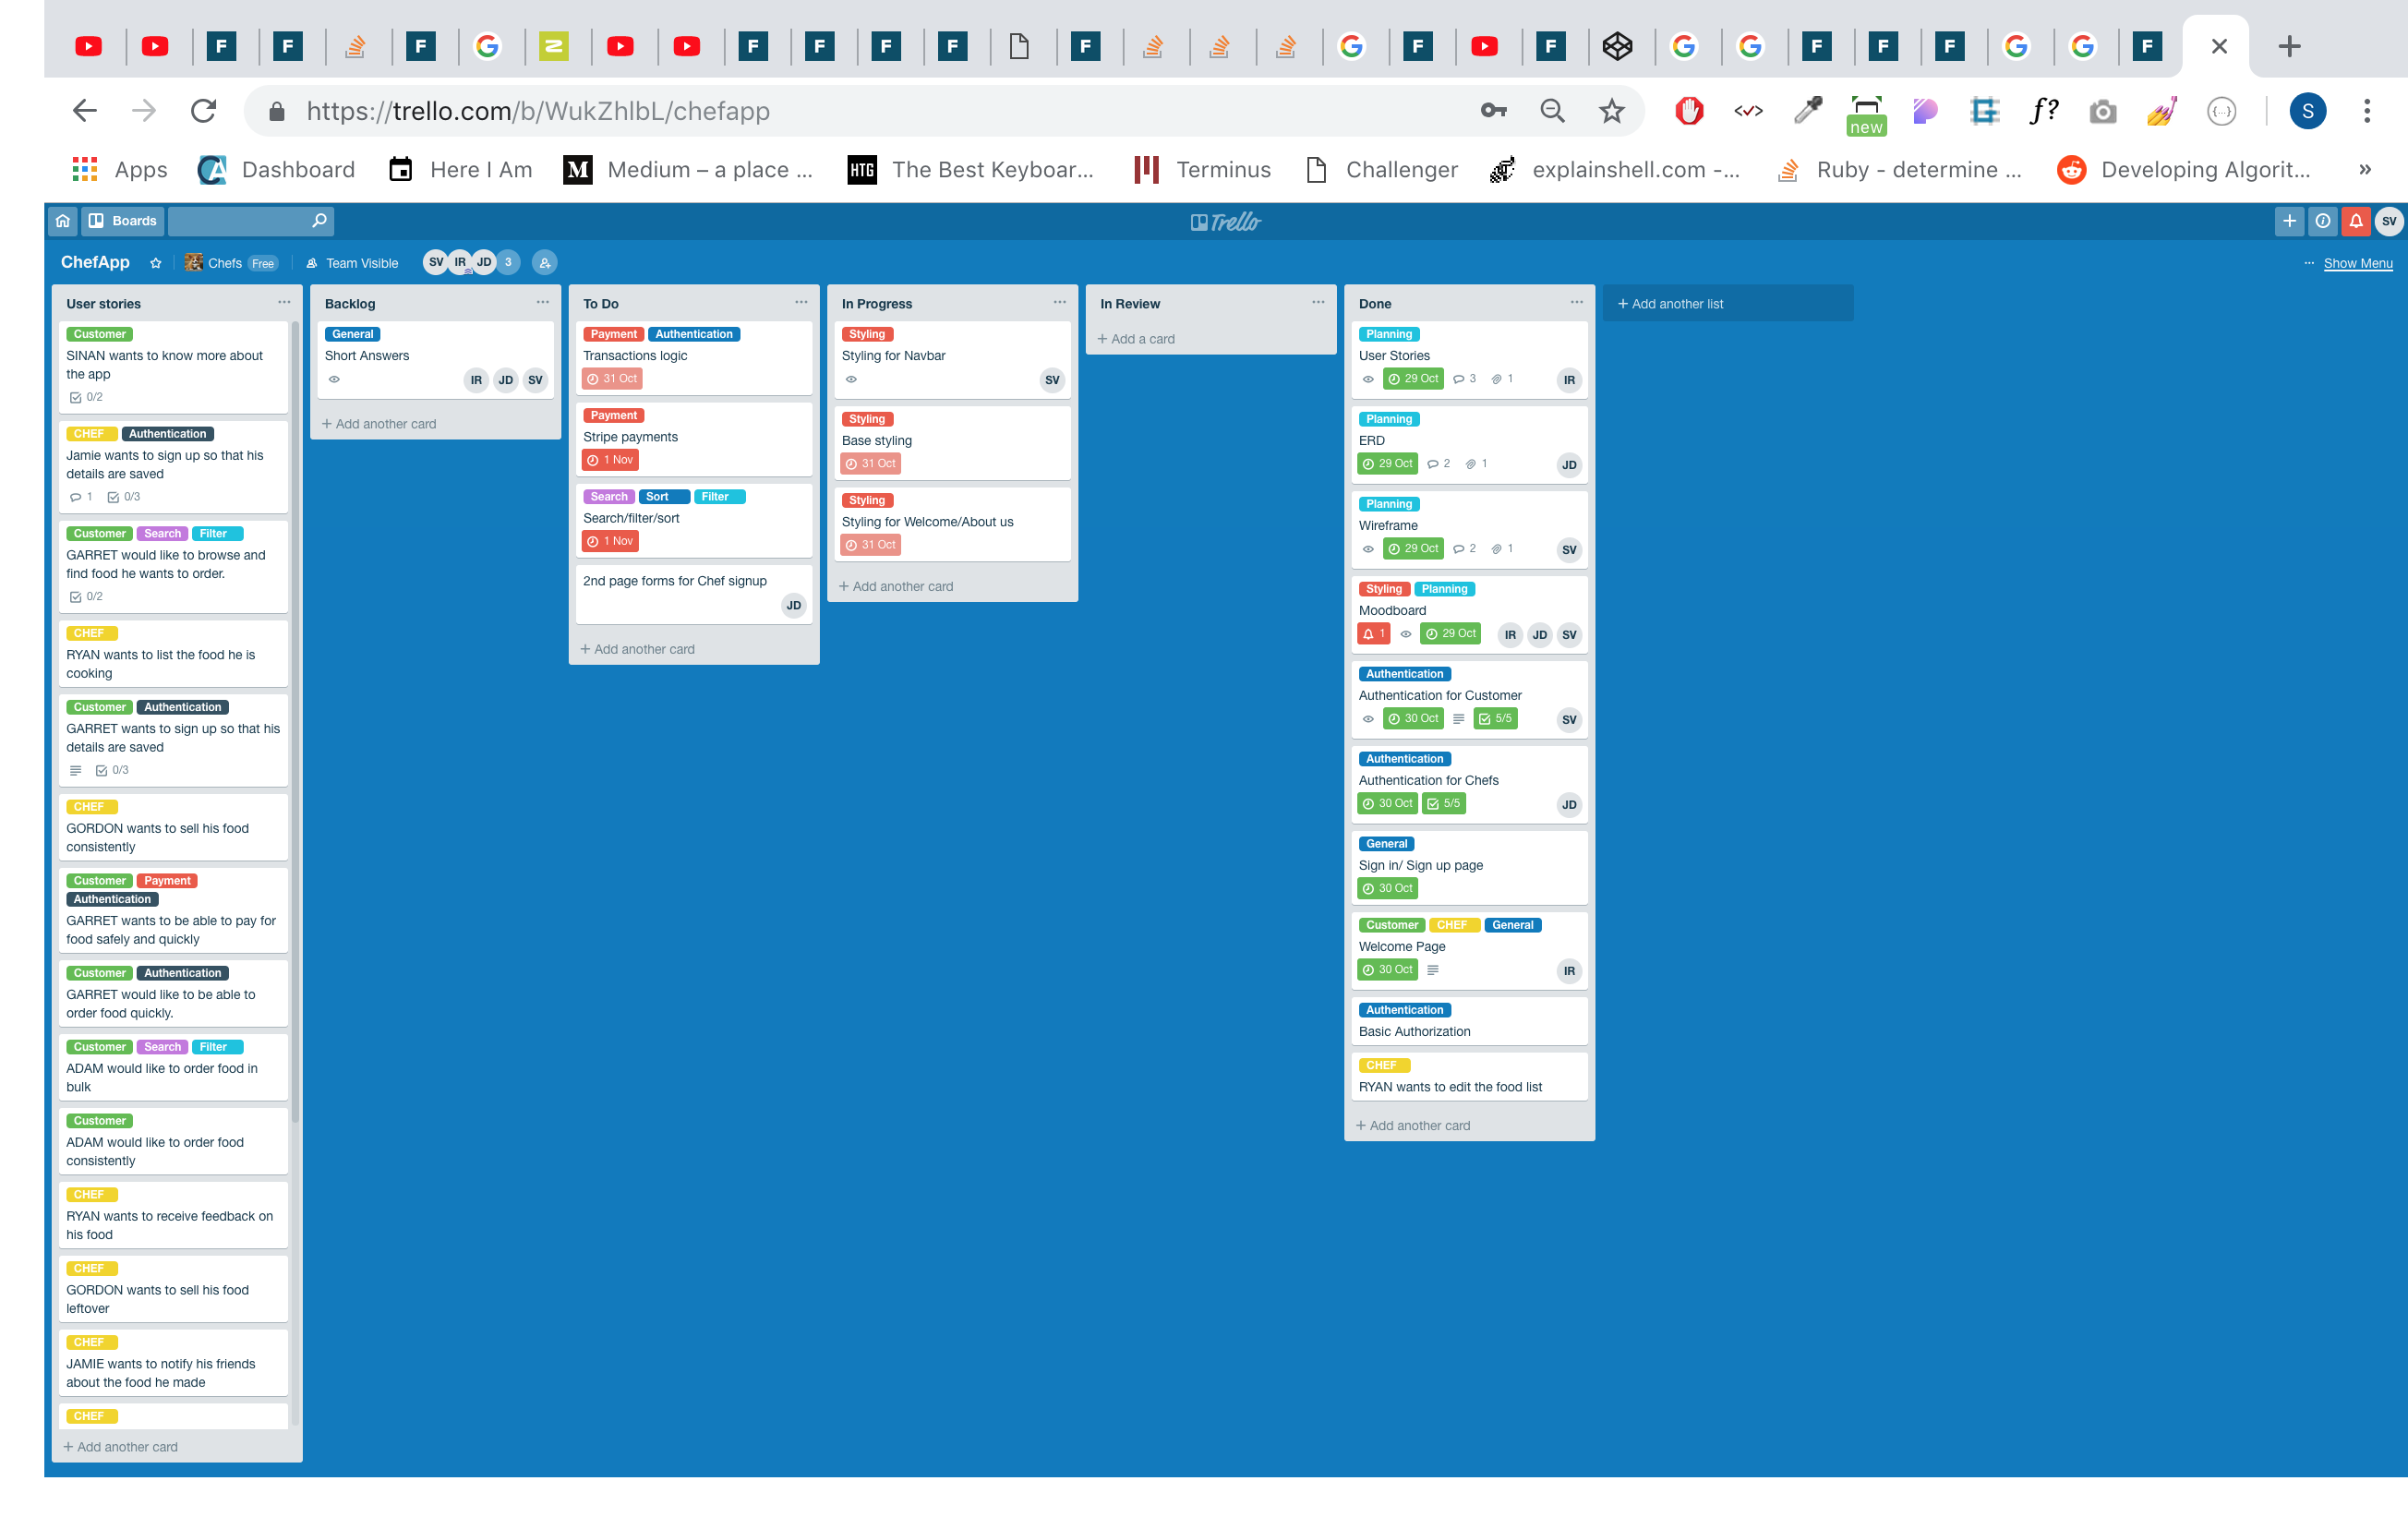 https://trello.com/b/WukZhlbL/chefapp
new
S
Apps
Dashboard
Here I Am
Medium – a place ...
HTG
The Best Keyboar...
Terminus
Challenger
explainshell.com -...
Ruby - determine ...
Developing Algorit...
»
Boards
Trello
SV
ChefApp
Chefs Free
Team Visible
SV IR JD 3
... Show Menu
User stories
Customer
SINAN wants to know more about
the app
0/2
CHEF Authentication
Jamie wants to sign up so that his
details are saved
1 0/3
Customer Search Filter
GARRET would like to browse and
find food he wants to order.
0/2
CHEF
RYAN wants to list the food he is
cooking
Customer Authentication
GARRET wants to sign up so that his
details are saved
0/3
CHEF
GORDON wants to sell his food
consistently
Customer Payment
Authentication
GARRET wants to be able to pay for
food safely and quickly
Customer Authentication
GARRET would like to be able to
order food quickly.
Customer Search Filter
ADAM would like to order food in
bulk
Customer
ADAM would like to order food
consistently
CHEF
RYAN wants to receive feedback on
his food
CHEF
GORDON wants to sell his food
leftover
CHEF
JAMIE wants to notify his friends
about the food he made
CHEF
+ Add another card
Backlog
General
Short Answers
IR JD SV
+ Add another card
To Do
Payment Authentication
Transactions logic
31 Oct
Payment
Stripe payments
1 Nov
Search Sort Filter
Search/filter/sort
1 Nov
2nd page forms for Chef signup
JD
+ Add another card
In Progress
Styling
Styling for Navbar
SV
Styling
Base styling
31 Oct
Styling
Styling for Welcome/About us
31 Oct
+ Add another card
In Review
+ Add a card
Done
Planning
User Stories
29 Oct 3 1 IR
Planning
ERD
29 Oct 2 1 JD
Planning
Wireframe
29 Oct 2 1 SV
Styling Planning
Moodboard
1 29 Oct IR JD SV
Authentication
Authentication for Customer
30 Oct 5/5 SV
Authentication
Authentication for Chefs
30 Oct 5/5 JD
General
Sign in/ Sign up page
30 Oct
Customer CHEF General
Welcome Page
30 Oct IR
Authentication
Basic Authorization
CHEF
RYAN wants to edit the food list
+ Add another card
+ Add another list